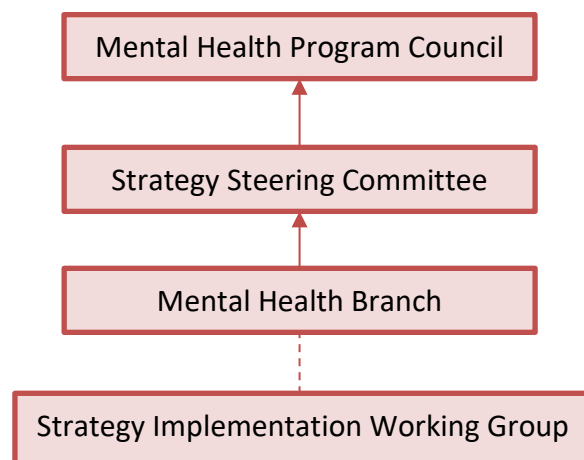 Mental Health Program Council
Strategy Steering Committee
Mental Health Branch
Strategy Implementation Working Group